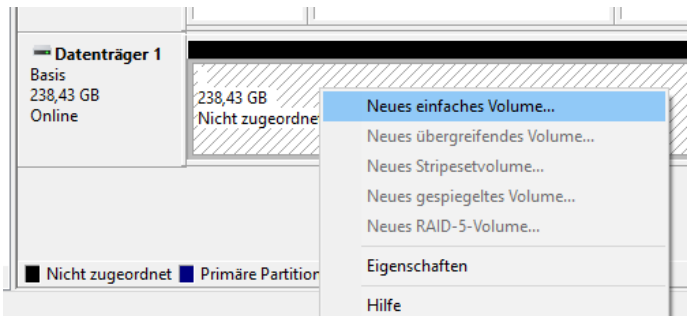 Datenträger 1
Basis
238,43 GB
Online
238,43 GB
Nicht zugeordne
Neues einfaches Volume...
Neues übergreifendes Volume...
Neues Stripesetvolume...
Neues gespiegeltes Volume...
Neues RAID-5-Volume...
Eigenschaften
Hilfe
Nicht zugeordnet Primäre Partition